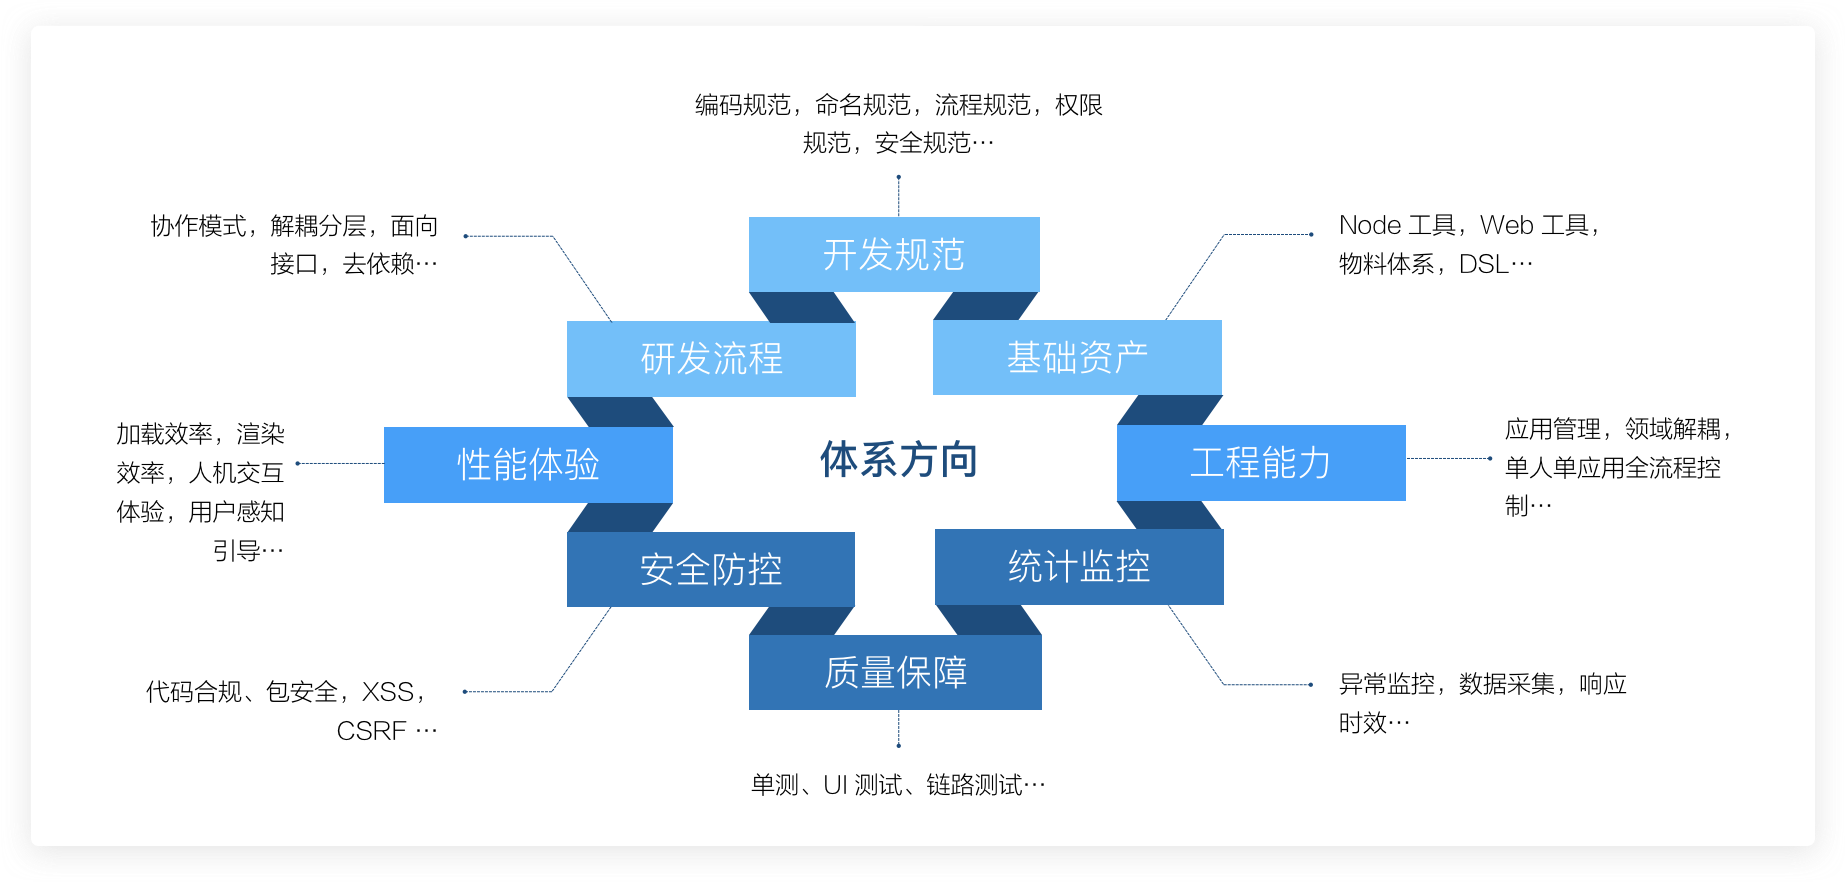 编码规范，命名规范，流程规范，权限
规范，安全规范…
开发规范
协作模式，解耦分层，面向
接口，去依赖…
研发流程
Node 工具，Web 工具，
物料体系，DSL…
基础资产
加载效率，渲染
效率，人机交互
体验，用户感知
引导…
性能体验
体系方向
工程能力
应用管理，领域解耦，
单人单应用全流程控
制…
安全防控
统计监控
代码合规、包安全，XSS，
CSRF …
质量保障
异常监控，数据采集，响应
时效…
单测、UI 测试、链路测试…